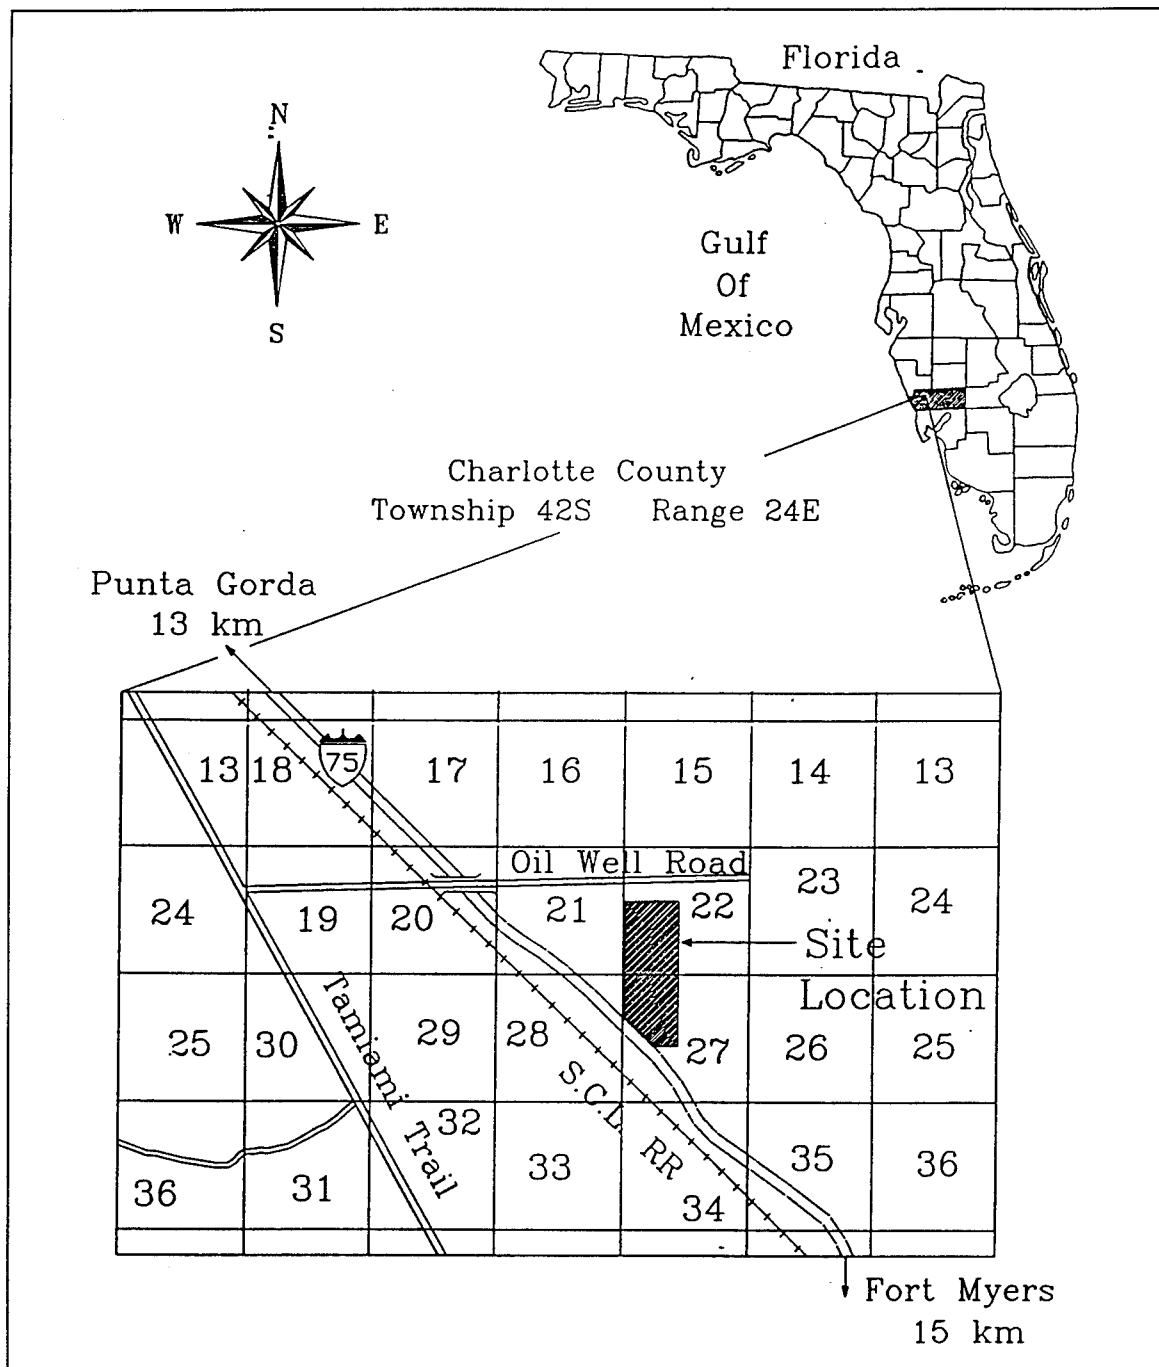 Florida
N
W
E
S
Gulf
Of
Mexico
Charlotte County
Township 42S Range 24E
Punta Gorda
13 km
75
13 18 17 16 15 14 13
Oil Well Road
24 19 20 21 22 23 24
Site
Location
Tamiami Trail
25 30 29 28 27 26 25
S.C.L. RR
36 31 32 33 34 35 36
Fort Myers
15 km